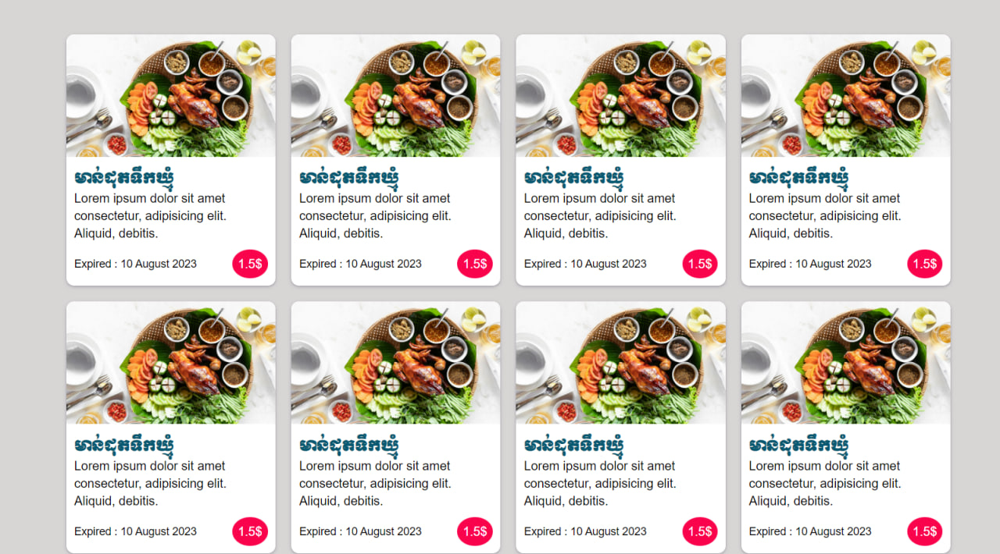 មាន់ដុតទឹកឃ្មុំ
Lorem ipsum dolor sit amet
consectetur, adipisicing elit.
Aliquid, debitis.
Expired : 10 August 2023 1.5$
មាន់ដុតទឹកឃ្មុំ
Lorem ipsum dolor sit amet
consectetur, adipisicing elit.
Aliquid, debitis.
Expired : 10 August 2023 1.5$
មាន់ដុតទឹកឃ្មុំ
Lorem ipsum dolor sit amet
consectetur, adipisicing elit.
Aliquid, debitis.
Expired : 10 August 2023 1.5$
មាន់ដុតទឹកឃ្មុំ
Lorem ipsum dolor sit amet
consectetur, adipisicing elit.
Aliquid, debitis.
Expired : 10 August 2023 1.5$
មាន់ដុតទឹកឃ្មុំ
Lorem ipsum dolor sit amet
consectetur, adipisicing elit.
Aliquid, debitis.
Expired : 10 August 2023 1.5$
មាន់ដុតទឹកឃ្មុំ
Lorem ipsum dolor sit amet
consectetur, adipisicing elit.
Aliquid, debitis.
Expired : 10 August 2023 1.5$
មាន់ដុតទឹកឃ្មុំ
Lorem ipsum dolor sit amet
consectetur, adipisicing elit.
Aliquid, debitis.
Expired : 10 August 2023 1.5$
មាន់ដុតទឹកឃ្មុំ
Lorem ipsum dolor sit amet
consectetur, adipisicing elit.
Aliquid, debitis.
Expired : 10 August 2023 1.5$